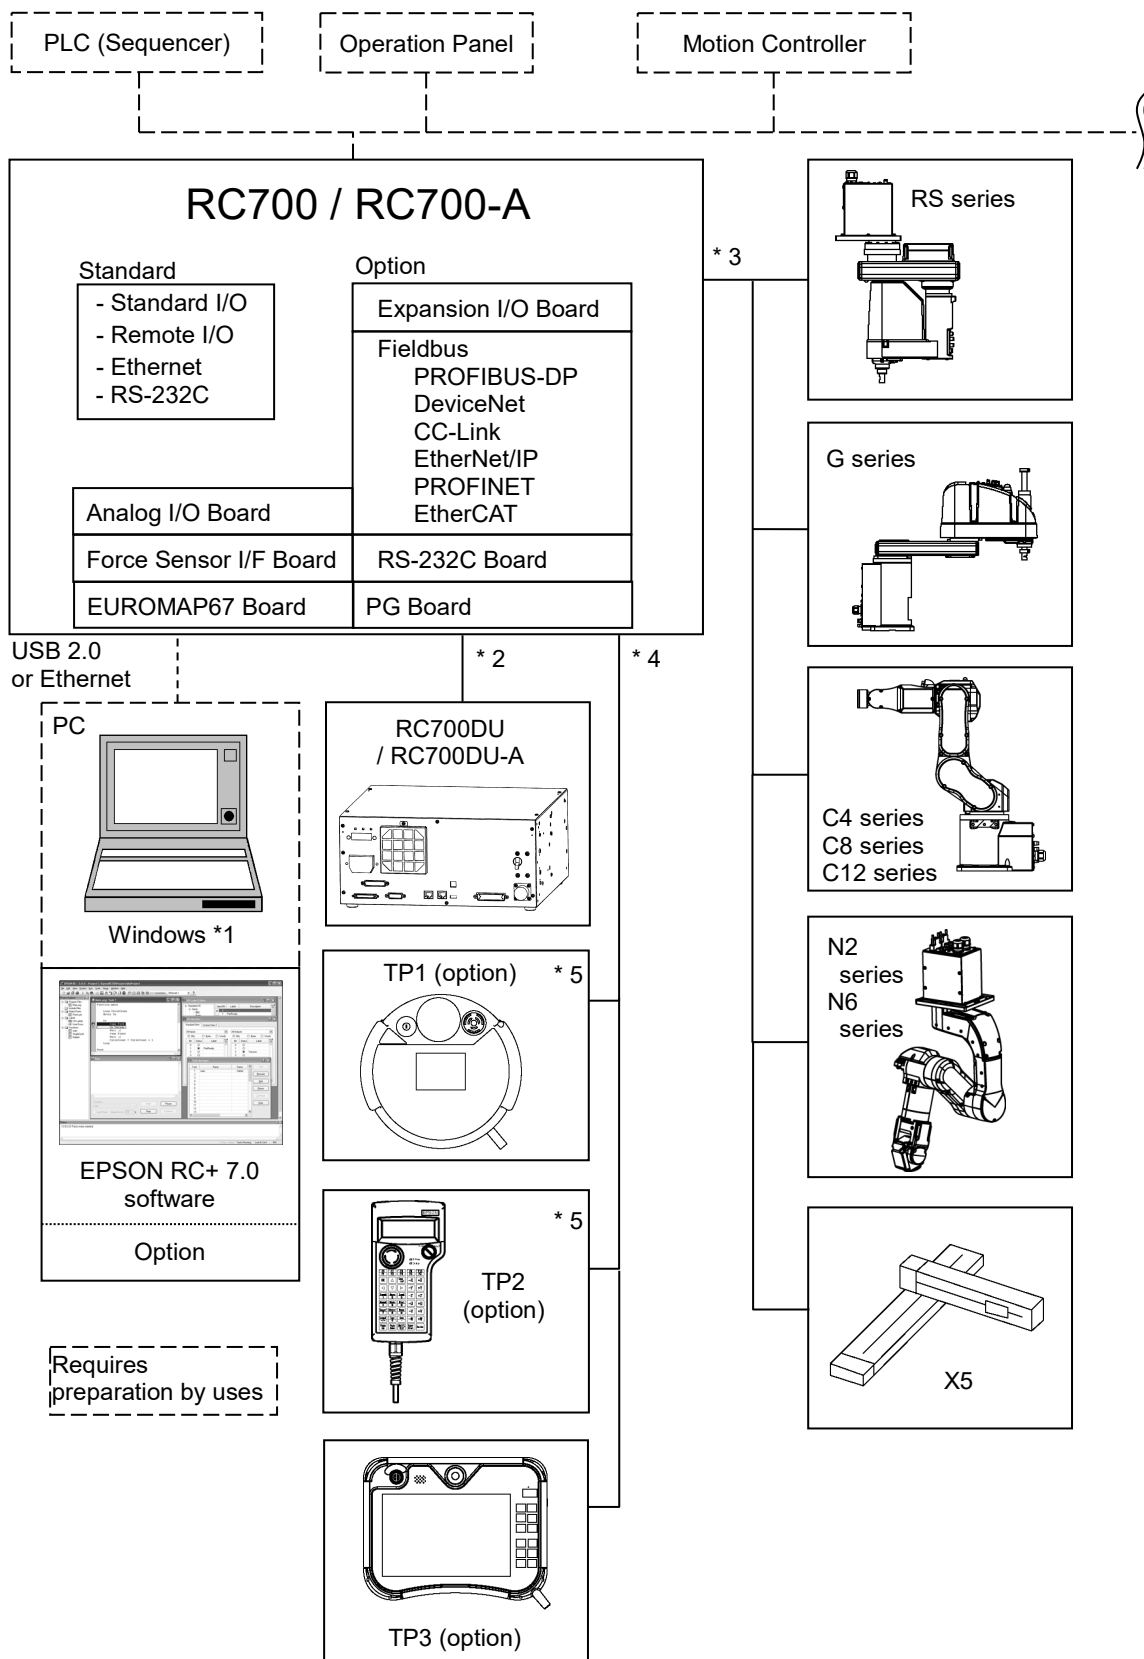 PLC (Sequencer)
Operation Panel
Motion Controller
RC700 / RC700-A
Standard
- Standard I/O
- Remote I/O
- Ethernet
- RS-232C
Option
Expansion I/O Board
Fieldbus
PROFIBUS-DP
DeviceNet
CC-Link
EtherNet/IP
PROFINET
EtherCAT
Analog I/O Board
Force Sensor I/F Board
RS-232C Board
EUROMAP67 Board
PG Board
* 3
RS series
G series
C4 series
C8 series
C12 series
N2
series
N6
series
X5
USB 2.0
or Ethernet
* 2
* 4
PC
Windows *1
EPSON RC+ 7.0
software
Option
RC700DU
/ RC700DU-A
TP1 (option)
* 5
* 5
TP2
(option)
TP3 (option)
Requires
preparation by uses